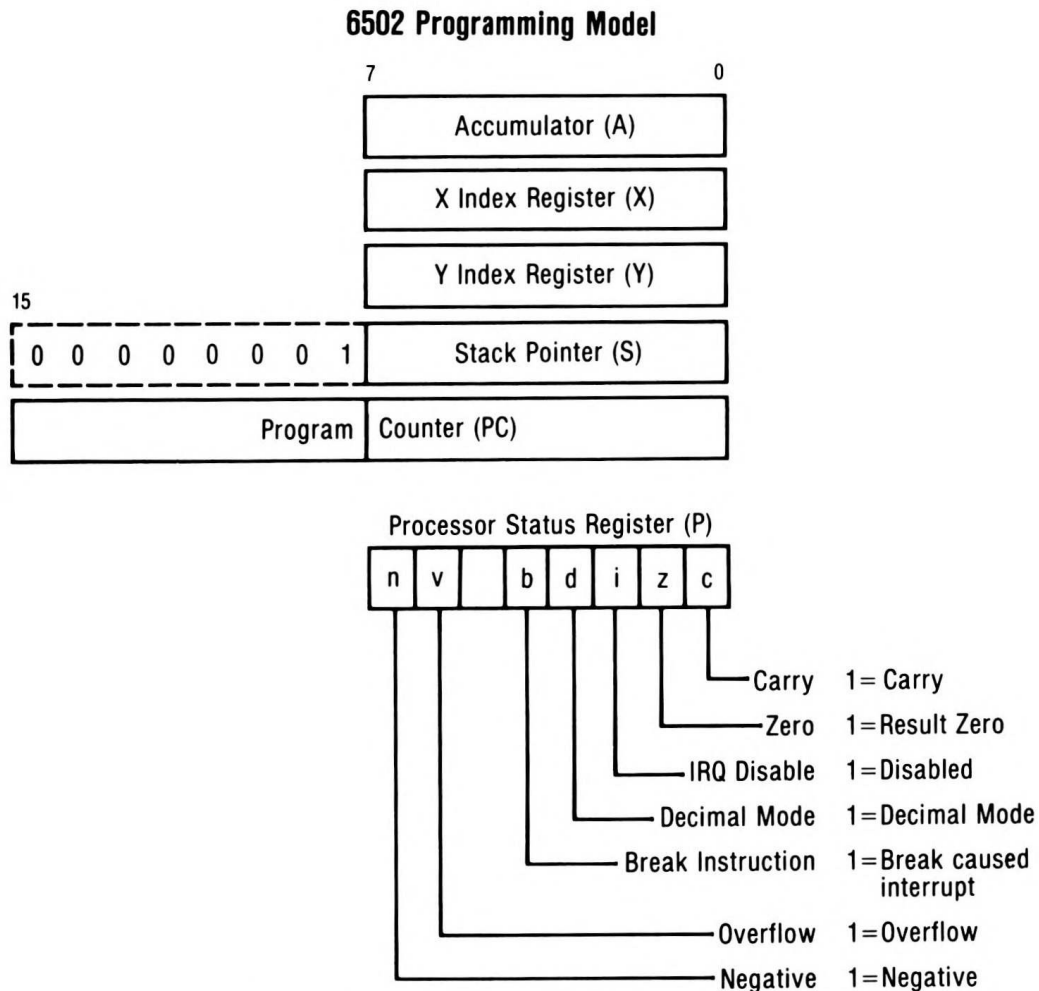 6502 Programming Model
7 0
Accumulator (A)
X Index Register (X)
Y Index Register (Y)
15
0 0 0 0 0 0 0 1 Stack Pointer (S)
Program Counter (PC)
Processor Status Register (P)
n v b d i z c
Carry 1= Carry
Zero 1=Result Zero
IRQ Disable 1=Disabled
Decimal Mode 1=Decimal Mode
Break Instruction 1=Break caused
interrupt
Overflow 1=Overflow
Negative 1=Negative